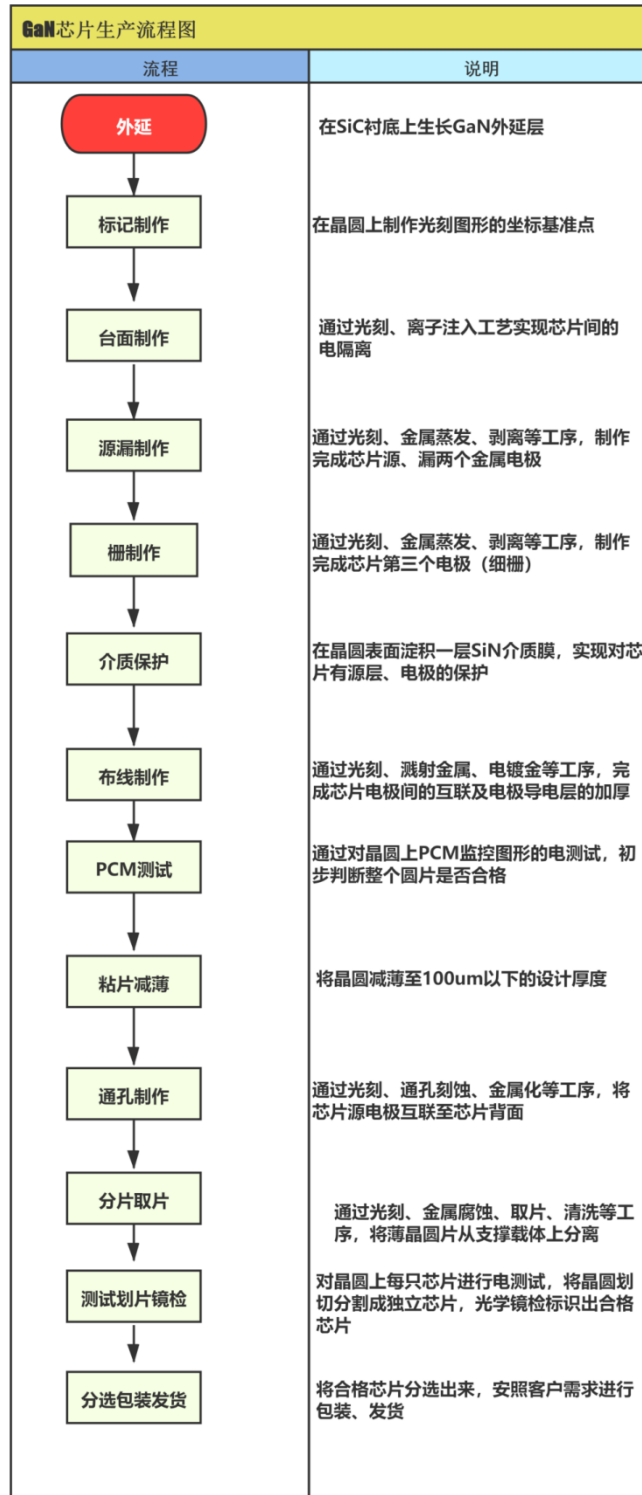 GaN芯片生产流程图
流程
说明
外延
在SiC衬底上生长GaN外延层
标记制作
在晶圆上制作光刻图形的坐标基准点
台面制作
通过光刻、离子注入工艺实现芯片间的
电隔离
源漏制作
通过光刻、金属蒸发、剥离等工序，制作
完成芯片源、漏两个金属电极
栅制作
通过光刻、金属蒸发、剥离等工序，制作
完成芯片第三个电极（细栅）
介质保护
在晶圆表面淀积一层SiN介质膜，实现对芯
片有源层、电极的保护
布线制作
通过光刻、溅射金属、电镀金等工序，完
成芯片电极间的互联及电极导电层的加厚
PCM测试
通过对晶圆上PCM监控图形的电测试，初
步判断整个圆片是否合格
粘片减薄
将晶圆减薄至100um以下的设计厚度
通孔制作
通过光刻、通孔刻蚀、金属化等工序，将
芯片源电极互联至芯片背面
分片取片
通过光刻、金属腐蚀、取片、清洗等工
序，将薄晶圆片从支撑载体上分离
测试划片镜检
对晶圆上每只芯片进行电测试，将晶圆划
切分割成独立芯片，光学镜检标识出合格
芯片
分选包装发货
将合格芯片分选出来，安照客户需求进行
包装、发货